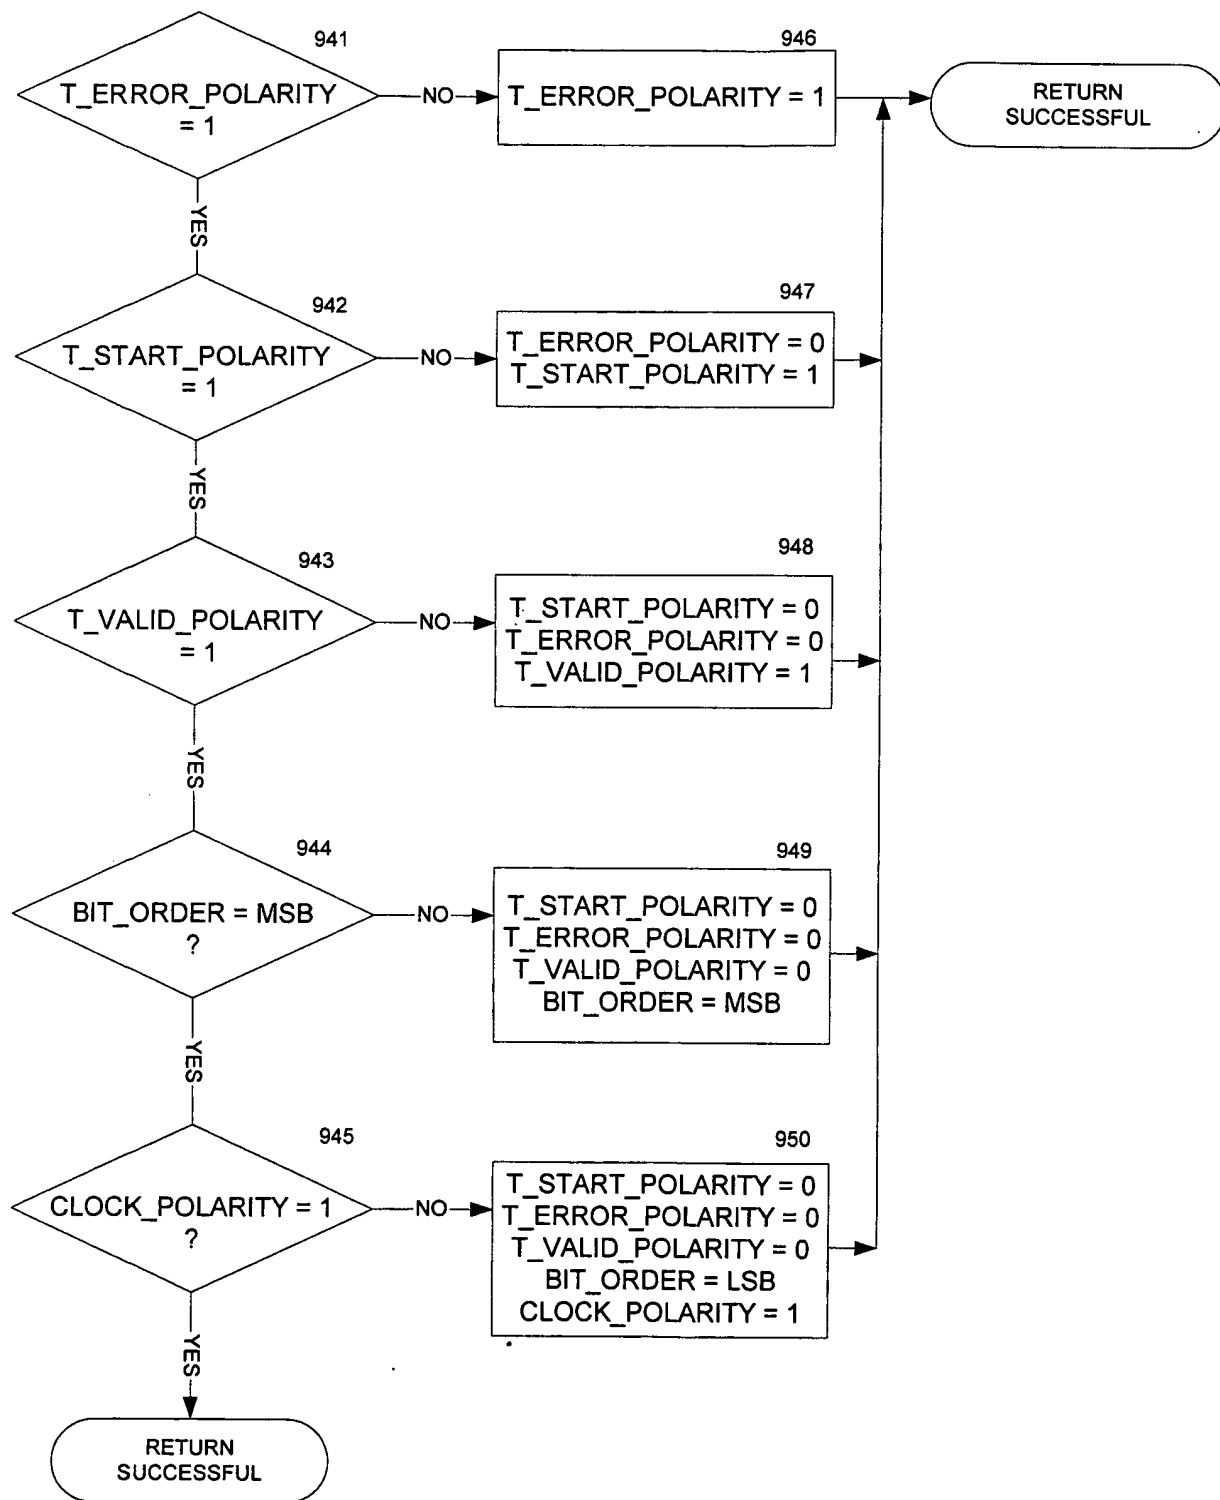 941
T_ERROR_POLARITY
= 1
NO
946
T_ERROR_POLARITY = 1
RETURN
SUCCESSFUL
YES
942
T_START_POLARITY
= 1
NO
947
T_ERROR_POLARITY = 0
T_START_POLARITY = 1
YES
943
T_VALID_POLARITY
= 1
NO
948
T_START_POLARITY = 0
T_ERROR_POLARITY = 0
T_VALID_POLARITY = 1
YES
944
BIT_ORDER = MSB
?
NO
949
T_START_POLARITY = 0
T_ERROR_POLARITY = 0
T_VALID_POLARITY = 0
BIT_ORDER = MSB
YES
945
CLOCK_POLARITY = 1
?
NO
950
T_START_POLARITY = 0
T_ERROR_POLARITY = 0
T_VALID_POLARITY = 0
BIT_ORDER = LSB
CLOCK_POLARITY = 1
YES
RETURN
SUCCESSFUL